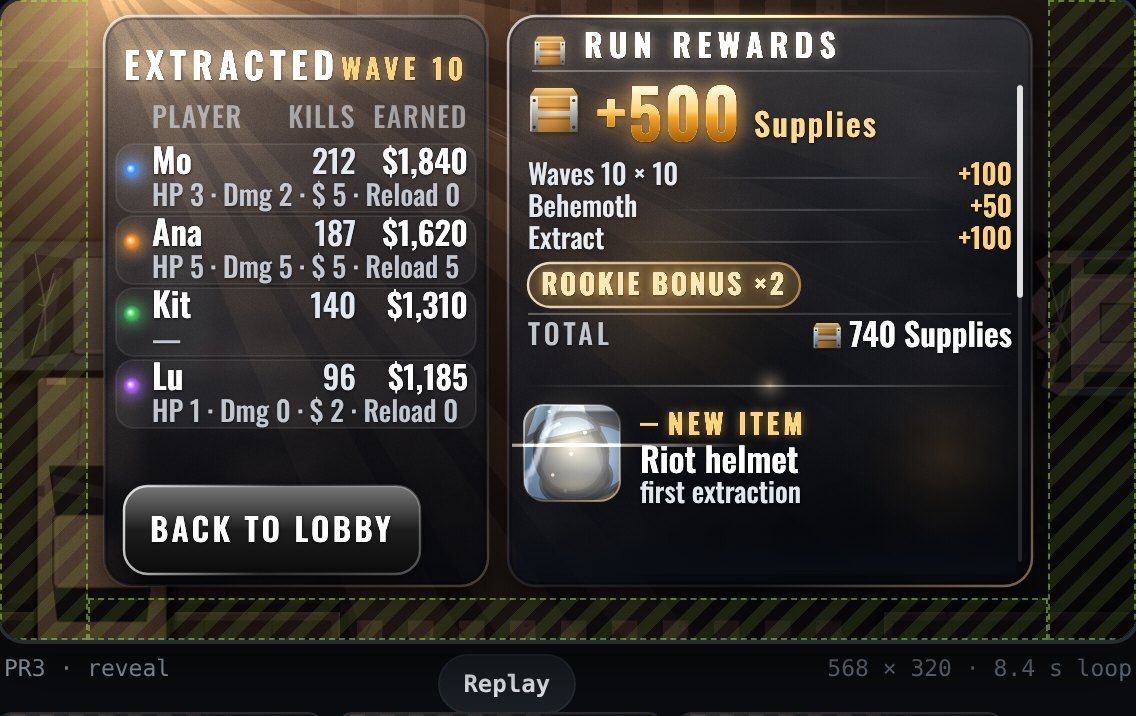 EXTRACTED WAVE 10
PLAYER KILLS EARNED
Mo 212 $1,840
HP 3 · Dmg 2 · $ 5 · Reload 0
Ana 187 $1,620
HP 5 · Dmg 5 · $ 5 · Reload 5
Kit 140 $1,310
—
Lu 96 $1,185
HP 1 · Dmg 0 · $ 2 · Reload 0
BACK TO LOBBY
RUN REWARDS
+500 Supplies
Waves 10 × 10 +100
Behemoth +50
Extract +100
ROOKIE BONUS ×2
TOTAL 740 Supplies
— NEW ITEM
Riot helmet
first extraction
PR3 · reveal
Replay
568 × 320 · 8.4 s loop